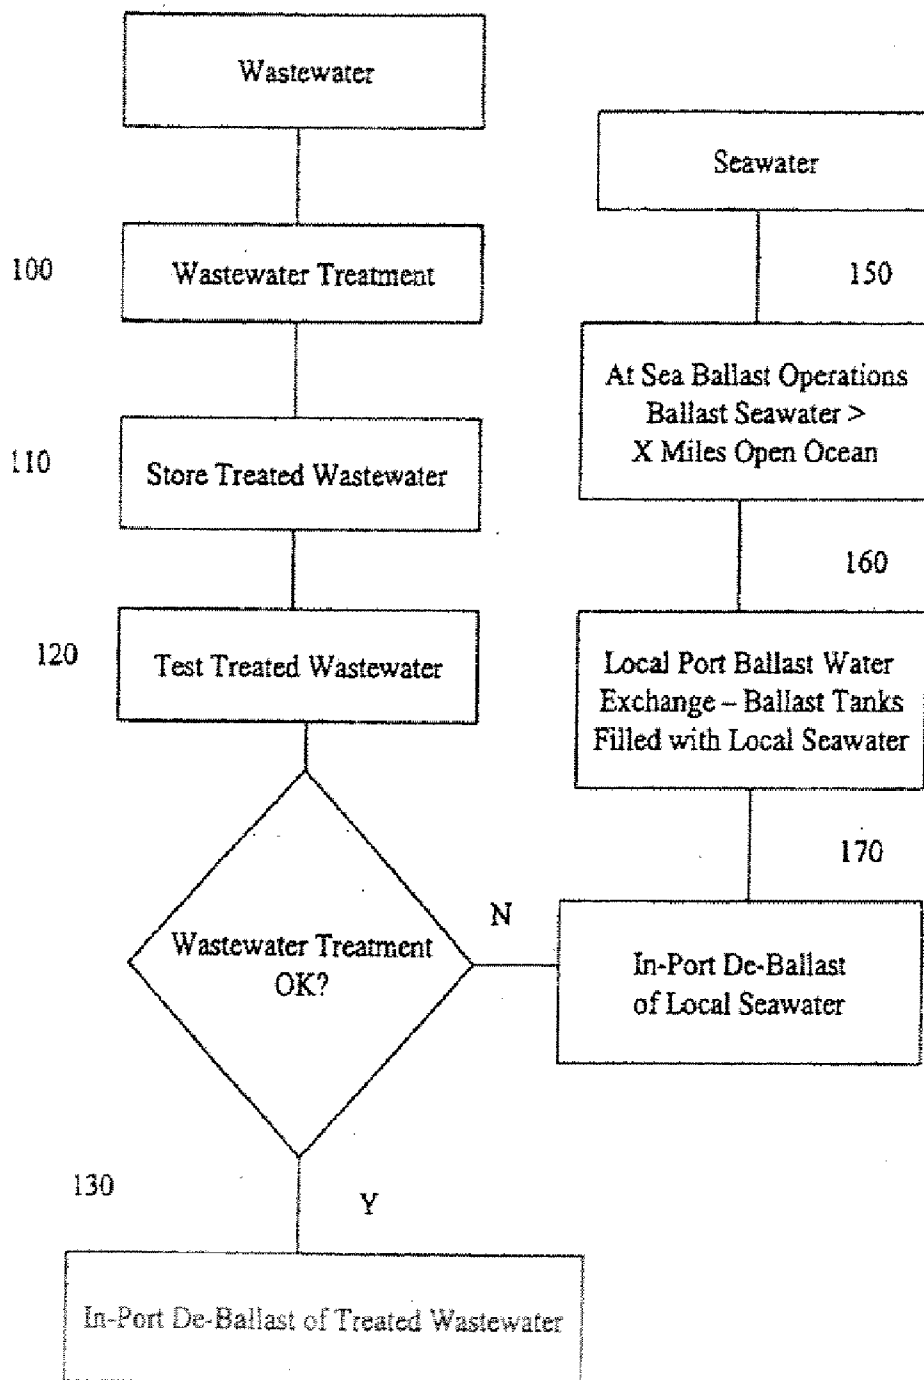 Wastewater
Seawater
100
Wastewater Treatment
150
At Sea Ballast Operations
Ballast Seawater >
X Miles Open Ocean
110
Store Treated Wastewater
160
120
Test Treated Wastewater
Local Port Ballast Water
Exchange – Ballast Tanks
Filled with Local Seawater
170
N
Wastewater Treatment
OK?
In-Port De-Ballast
of Local Seawater
130
Y
In-Port De-Ballast of Treated Wastewater